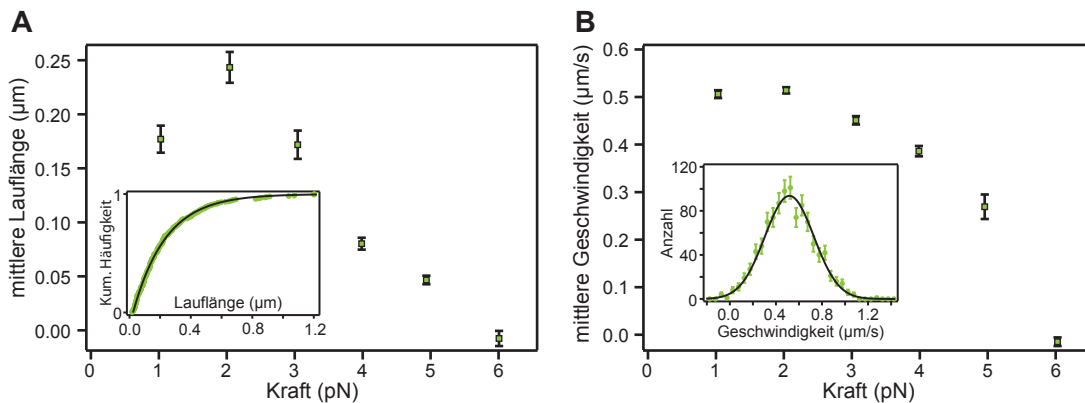 A
mittlere Lauflänge (µm)
0.25
0.20
0.15
0.10
0.05
0.00
0 1 2 3 4 5 6
Kraft (pN)
Kum. Häufigkeit
1
0
0.0 0.4 0.8 1.2
Lauflänge (µm)
B
mittlere Geschwindigkeit (µm/s)
0.6
0.5
0.4
0.3
0.2
0.1
0.0
0 1 2 3 4 5 6
Kraft (pN)
Anzahl
120
80
40
0
0.0 0.4 0.8 1.2
Geschwindigkeit (µm/s)